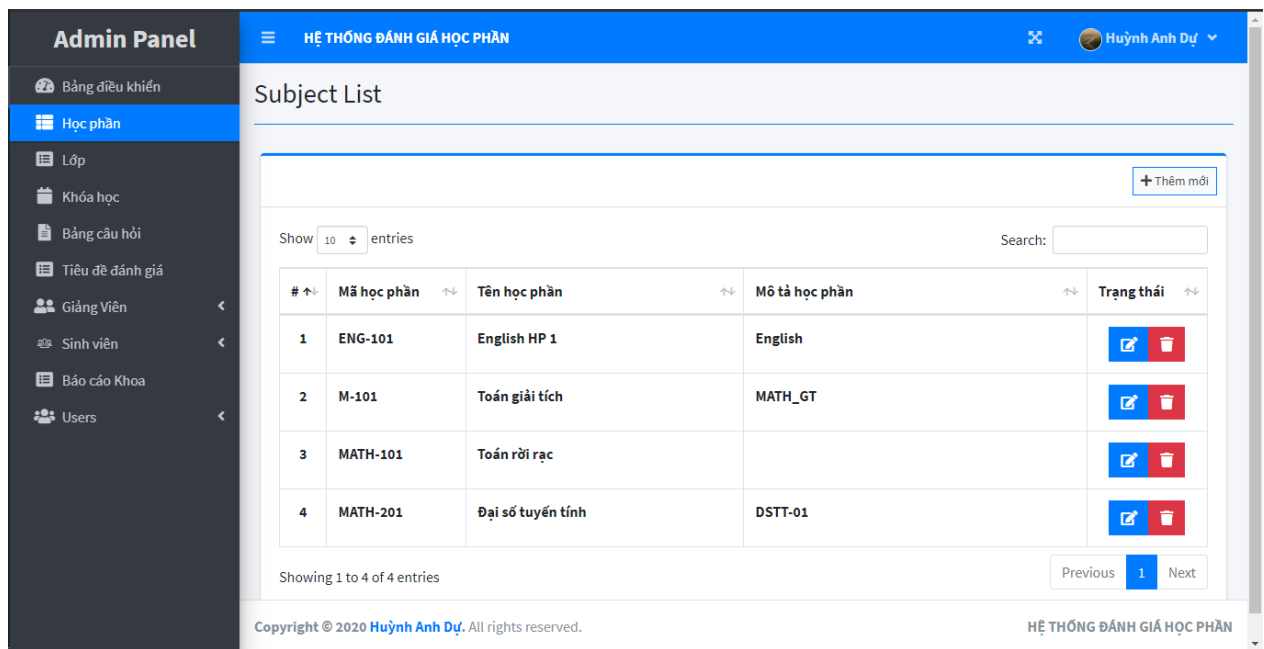 Admin Panel
HỆ THỐNG ĐÁNH GIÁ HỌC PHẦN
Huỳnh Anh Dự
Bảng điều khiển
Học phần
Lớp
Khóa học
Bảng câu hỏi
Tiêu đề đánh giá
Giảng Viên
Sinh viên
Báo cáo Khoa
Users
Subject List
Thêm mới
Show 10 entries
Search:
# Mã học phần Tên học phần Mô tả học phần Trạng thái
1 ENG-101 English HP 1 English
2 M-101 Toán giải tích MATH_GT
3 MATH-101 Toán rời rạc
4 MATH-201 Đại số tuyến tính DSTT-01
Showing 1 to 4 of 4 entries
Previous 1 Next
Copyright © 2020 Huỳnh Anh Dự. All rights reserved.
HỆ THỐNG ĐÁNH GIÁ HỌC PHẦN